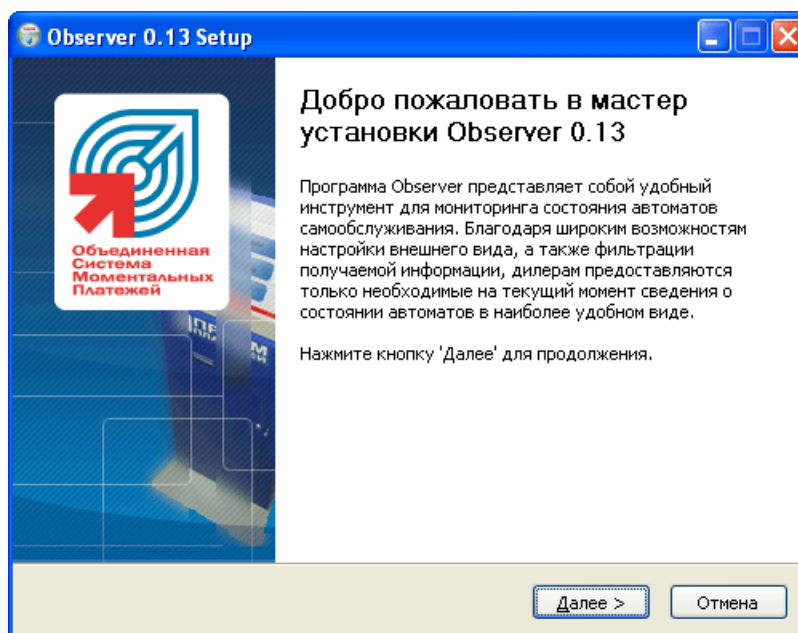 Observer 0.13 Setup
Добро пожаловать в мастер
установки Observer 0.13
Программа Observer представляет собой удобный
инструмент для мониторинга состояния автоматов
самообслуживания. Благодаря широким возможностям
настройки внешнего вида, а также фильтрации
получаемой информации, дилерам предоставляются
только необходимые на текущий момент сведения о
состоянии автоматов в наиболее удобном виде.
Нажмите кнопку 'Далее' для продолжения.
Объединенная
Система
Моментальных
Платежей
Далее >
Отмена